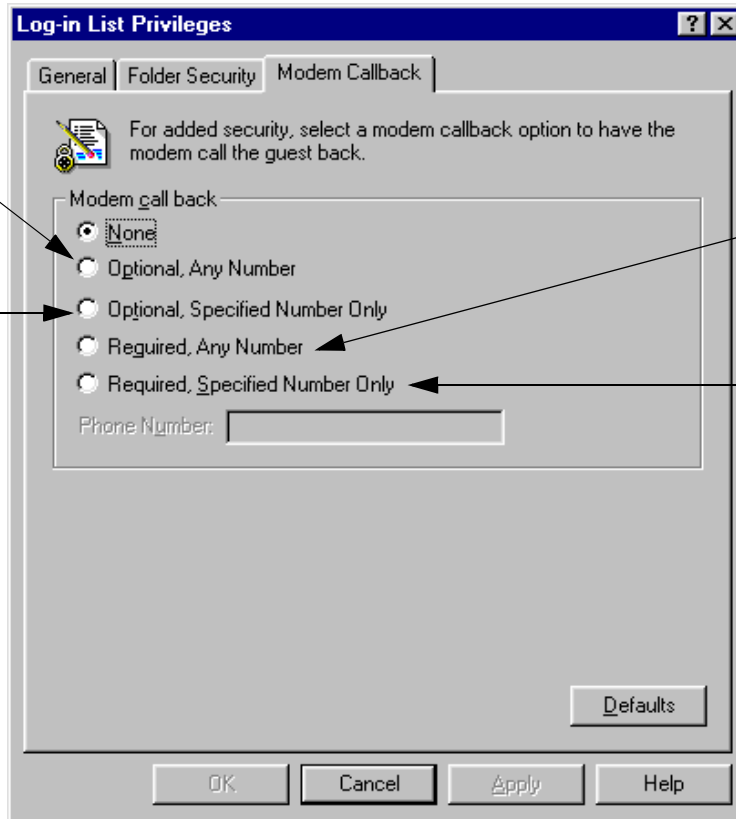 Log-in List Privileges
General Folder Security Modem Callback
For added security, select a modem callback option to have the
modem call the guest back.
Modem call back
None
Optional, Any Number
Optional, Specified Number Only
Required, Any Number
Required, Specified Number Only
Phone Number:
Defaults
OK Cancel Apply Help